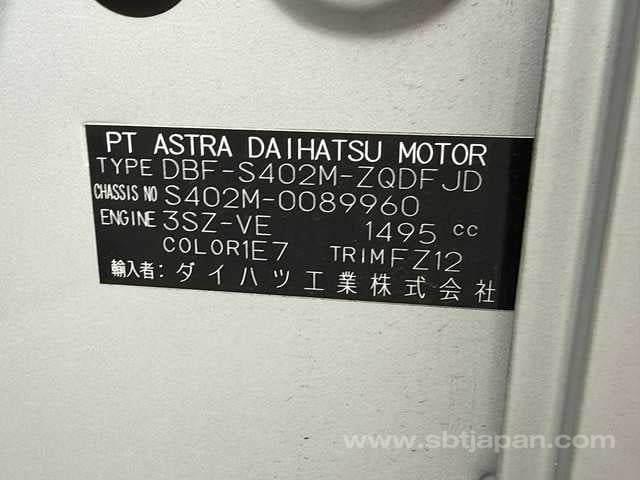 PT ASTRA DAIHATSU MOTOR
TYPE DBF-S402M-ZQDFJD
CHASSIS NO S402M-0089960
ENGINE 3SZ-VE 1495 cc
COLOR 1E7 TRIM FZ12
輸入者: ダイハツ工業株式会社
www.sbtjapan.com